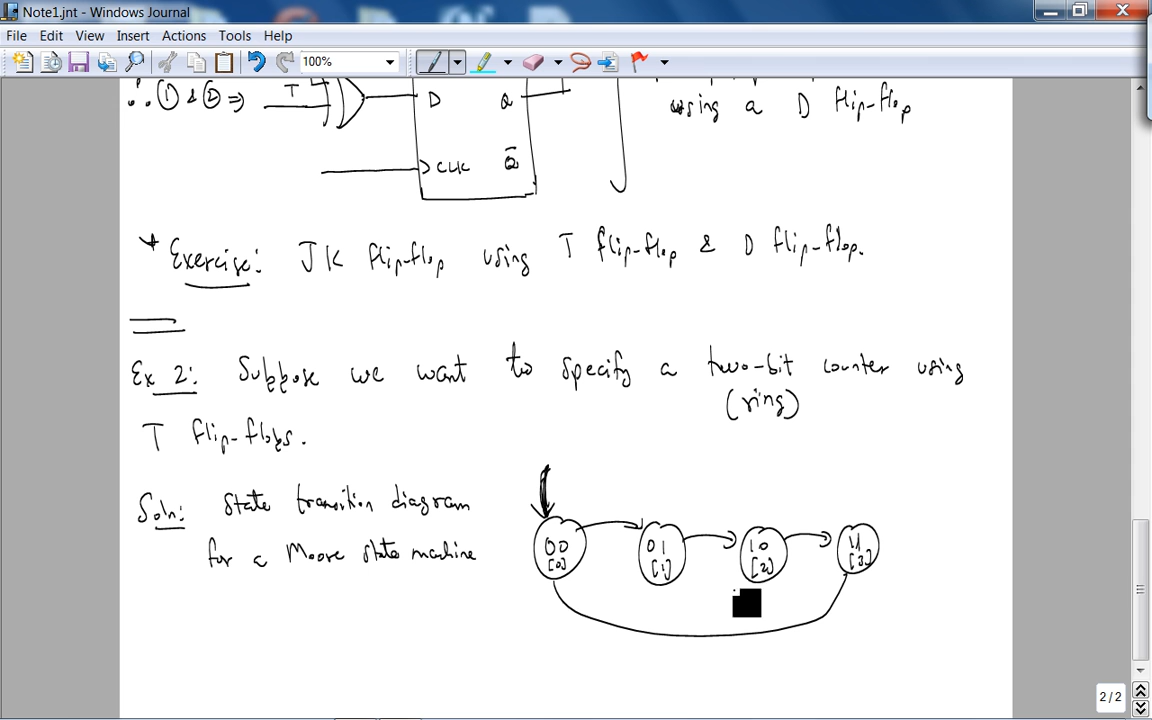 Note1.jnt - Windows Journal
File Edit View Insert Actions Tools Help
100%
∴ ① & ② ⇒ T D Q using a D flip-flop
CLK Q̄
* Exercise: JK flip-flop using T flip-flop & D flip-flop.
Ex 2: Suppose we want to specify a two-bit counter using
(ring)
T flip-flops.
Soln: State transition diagram
for a Moore state machine
00 01 10 11
[0] [1] [2] [3]
2/2